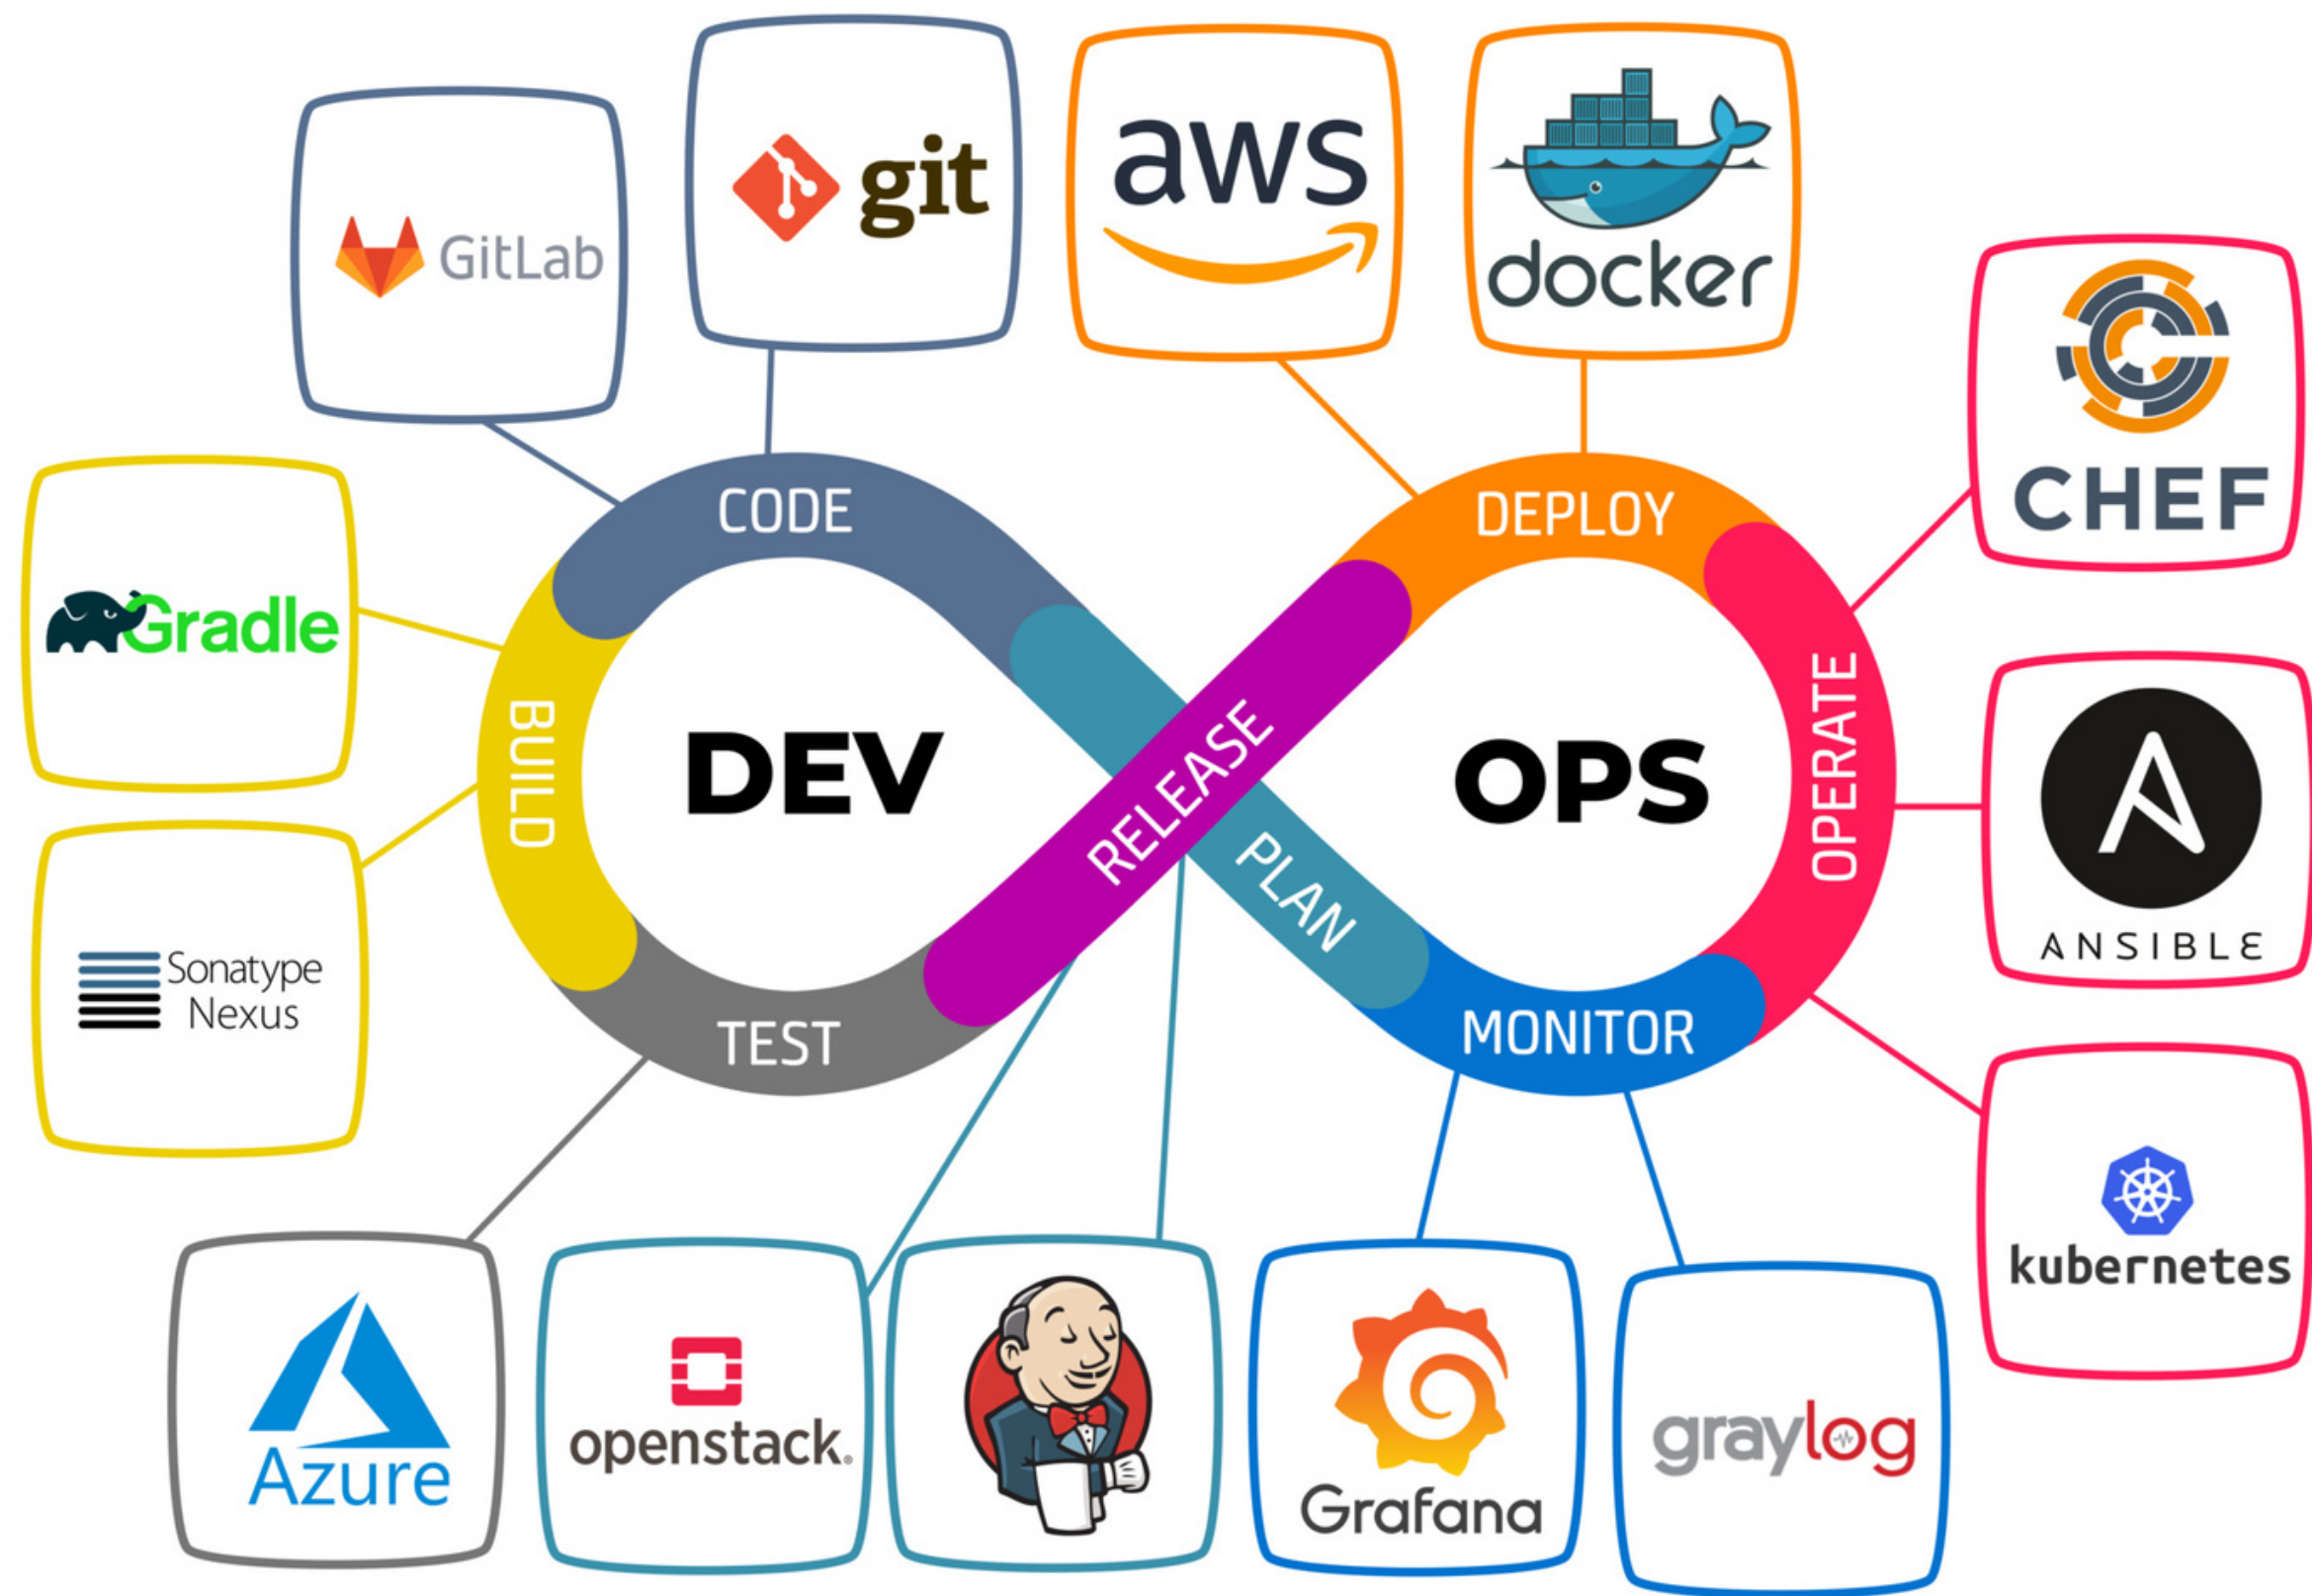 GitLab
git
aws
docker
CHEF
Gradle
CODE
DEPLOY
BUILD
DEV
RELEASE
PLAN
OPS
OPERATE
ANSIBLE
Sonatype
Nexus
TEST
MONITOR
kubernetes
Azure
openstack®
Grafana
graylog